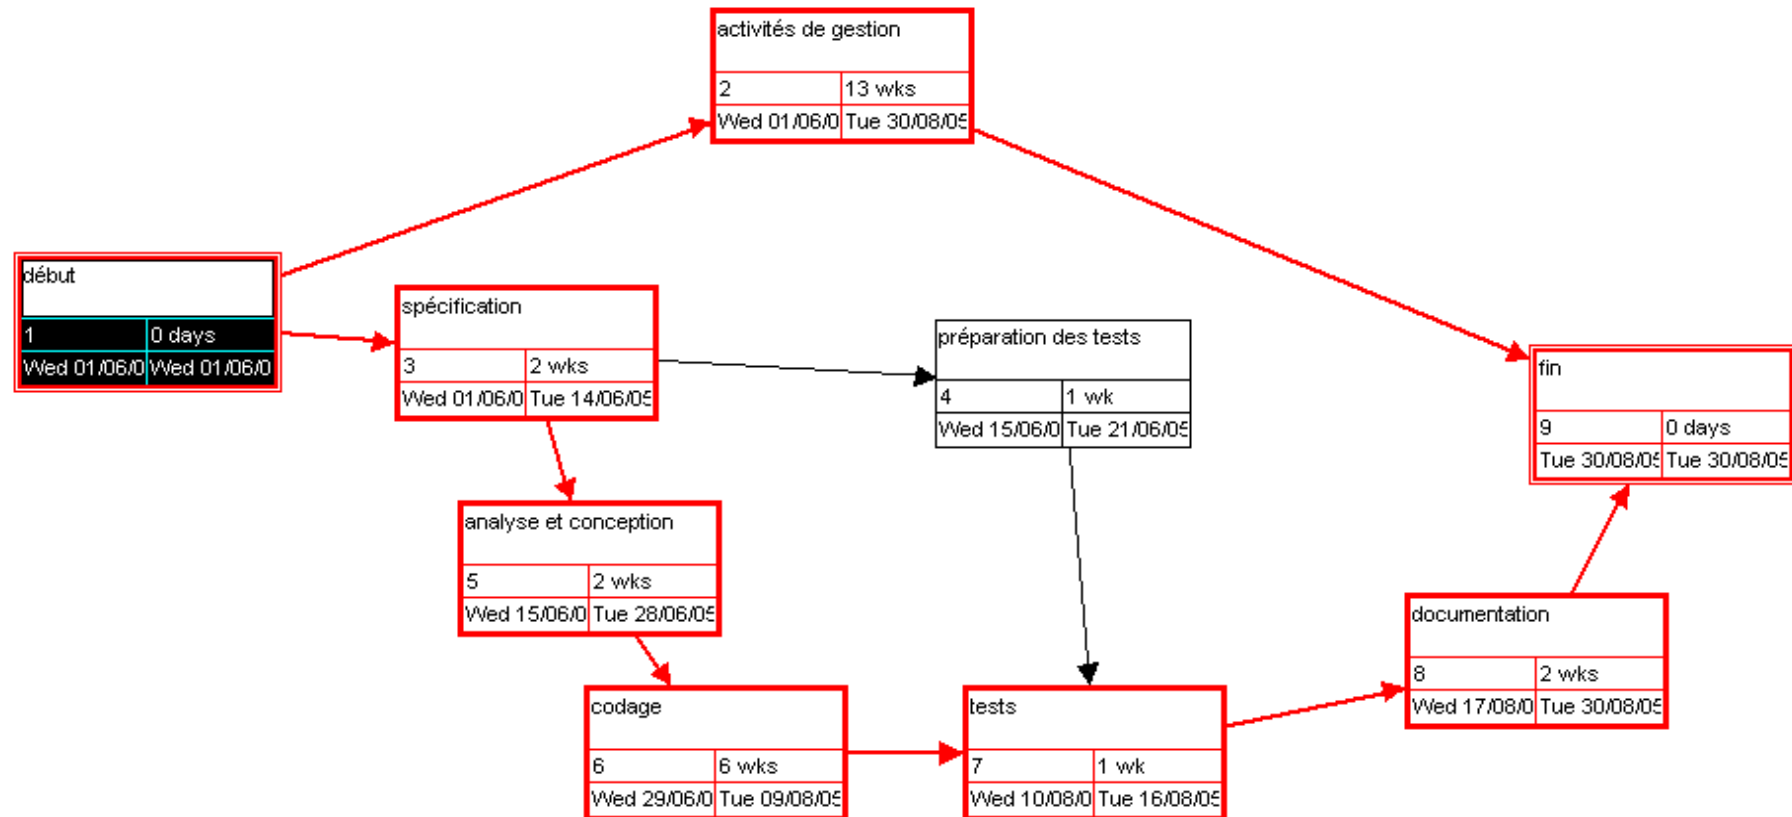 activités de gestion
2 13 wks
Wed 01/06/0 Tue 30/08/05
début
1 0 days
Wed 01/06/0 Wed 01/06/0
spécification
3 2 wks
Wed 01/06/0 Tue 14/06/05
préparation des tests
4 1 wk
Wed 15/06/0 Tue 21/06/05
fin
9 0 days
Tue 30/08/05 Tue 30/08/05
analyse et conception
5 2 wks
Wed 15/06/0 Tue 28/06/05
documentation
8 2 wks
Wed 17/08/0 Tue 30/08/05
codage
6 6 wks
Wed 29/06/0 Tue 09/08/05
tests
7 1 wk
Wed 10/08/0 Tue 16/08/05